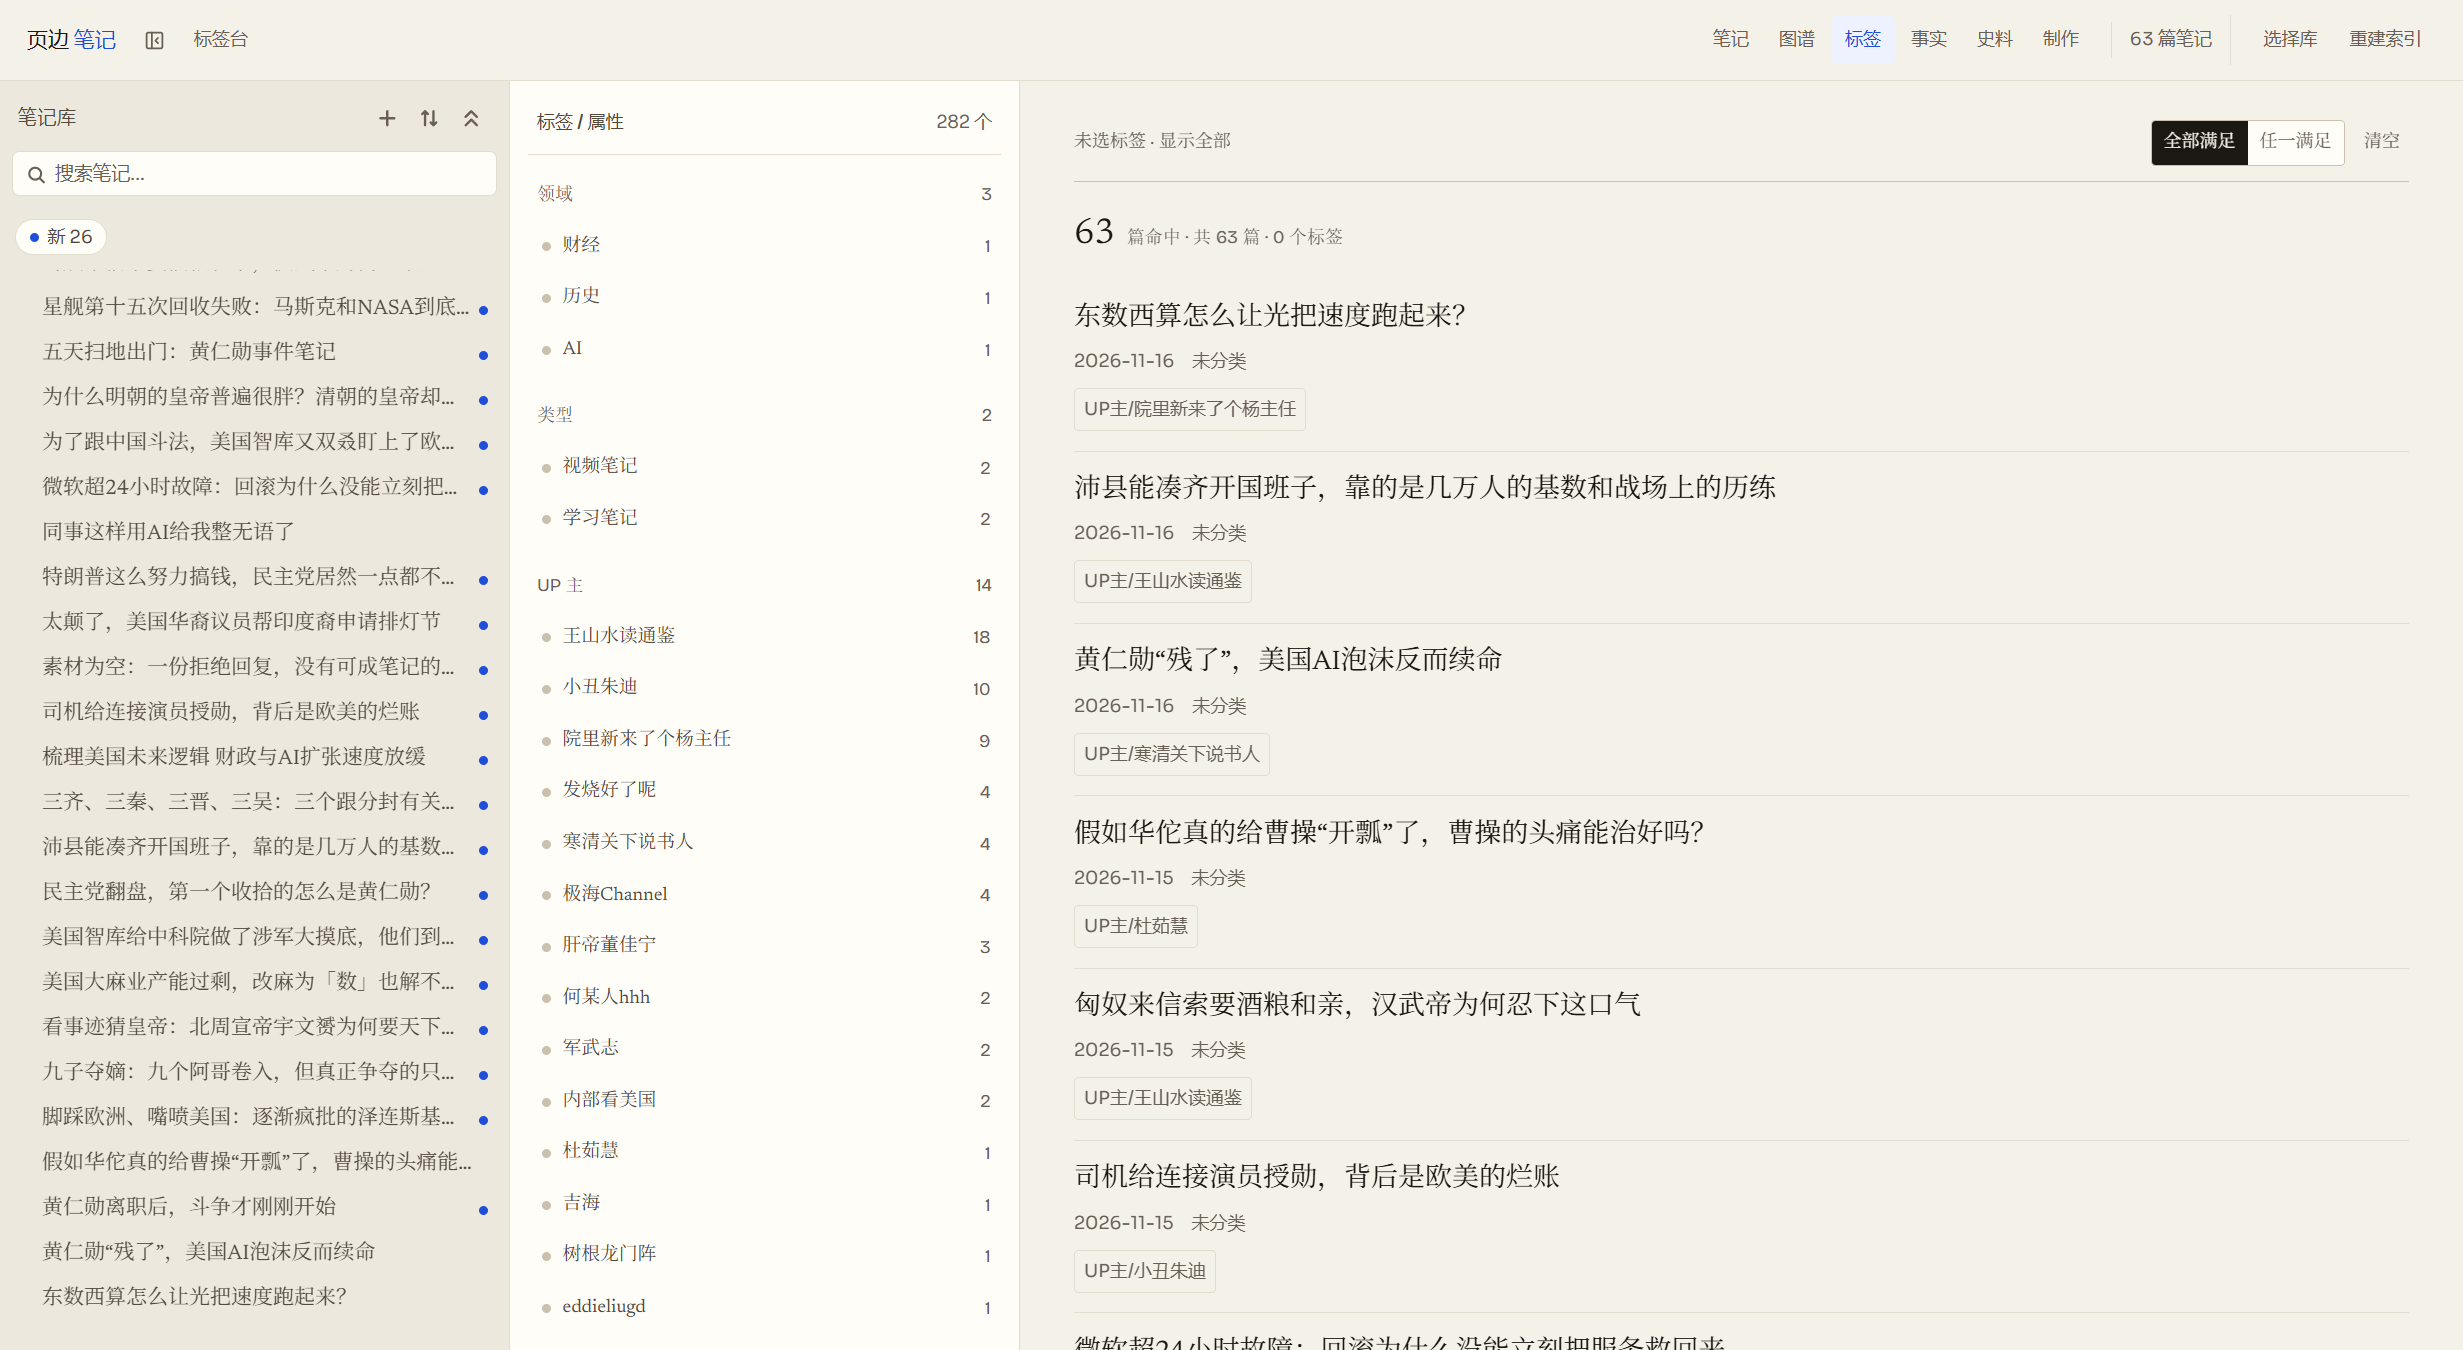 页边 笔记
标签台
笔记 图谱 标签 事实 史料 制作 63 篇笔记 选择库 重建索引
笔记库
搜索笔记...
新 26
星舰第十五次回收失败：马斯克和NASA到底...
五天扫地出门：黄仁勋事件笔记
为什么明朝的皇帝普遍很胖？清朝的皇帝却...
为了跟中国斗法，美国智库又双叒盯上了欧...
微软超24小时故障：回滚为什么没能立刻把...
同事这样用AI给我整无语了
特朗普这么努力搞钱，民主党居然一点都不...
太颠了，美国华裔议员帮印度裔申请排灯节
素材为空：一份拒绝回复，没有可成笔记的...
司机给连接演员授勋，背后是欧美的烂账
梳理美国未来逻辑 财政与AI扩张速度放缓
三齐、三秦、三晋、三吴：三个跟分封有关...
沛县能凑齐开国班子，靠的是几万人的基数...
民主党翻盘，第一个收拾的怎么是黄仁勋？
美国智库给中科院做了涉军大摸底，他们到...
美国大麻业产能过剩，改麻为「数」也解不...
看事迹猜皇帝：北周宣帝宇文赟为何要天下...
九子夺嫡：九个阿哥卷入，但真正争夺的只...
脚踩欧洲、嘴喷美国：逐渐疯批的泽连斯基...
假如华佗真的给曹操“开瓢”了，曹操的头痛能...
黄仁勋离职后，斗争才刚刚开始
黄仁勋“残了”，美国AI泡沫反而续命
东数西算怎么让光把速度跑起来？
标签 / 属性 282 个
领域 3
财经 1
历史 1
AI 1
类型 2
视频笔记 2
学习笔记 2
UP 主 14
王山水读通鉴 18
小丑朱迪 10
院里新来了个杨主任 9
发烧好了呢 4
寒清关下说书人 4
极海Channel 4
肝帝董佳宁 3
何某人hhh 2
军武志 2
内部看美国 2
杜茹慧 1
吉海 1
树根龙门阵 1
eddieliugd 1
未选标签 · 显示全部
全部满足 任一满足 清空
63 篇命中 · 共 63 篇 · 0 个标签
东数西算怎么让光把速度跑起来？
2026-11-16 未分类
UP主/院里新来了个杨主任
沛县能凑齐开国班子，靠的是几万人的基数和战场上的历练
2026-11-16 未分类
UP主/王山水读通鉴
黄仁勋“残了”，美国AI泡沫反而续命
2026-11-16 未分类
UP主/寒清关下说书人
假如华佗真的给曹操“开瓢”了，曹操的头痛能治好吗？
2026-11-15 未分类
UP主/杜茹慧
匈奴来信索要酒粮和亲，汉武帝为何忍下这口气
2026-11-15 未分类
UP主/王山水读通鉴
司机给连接演员授勋，背后是欧美的烂账
2026-11-15 未分类
UP主/小丑朱迪
微软超24小时故障：回滚为什么没能立刻把服务救回来